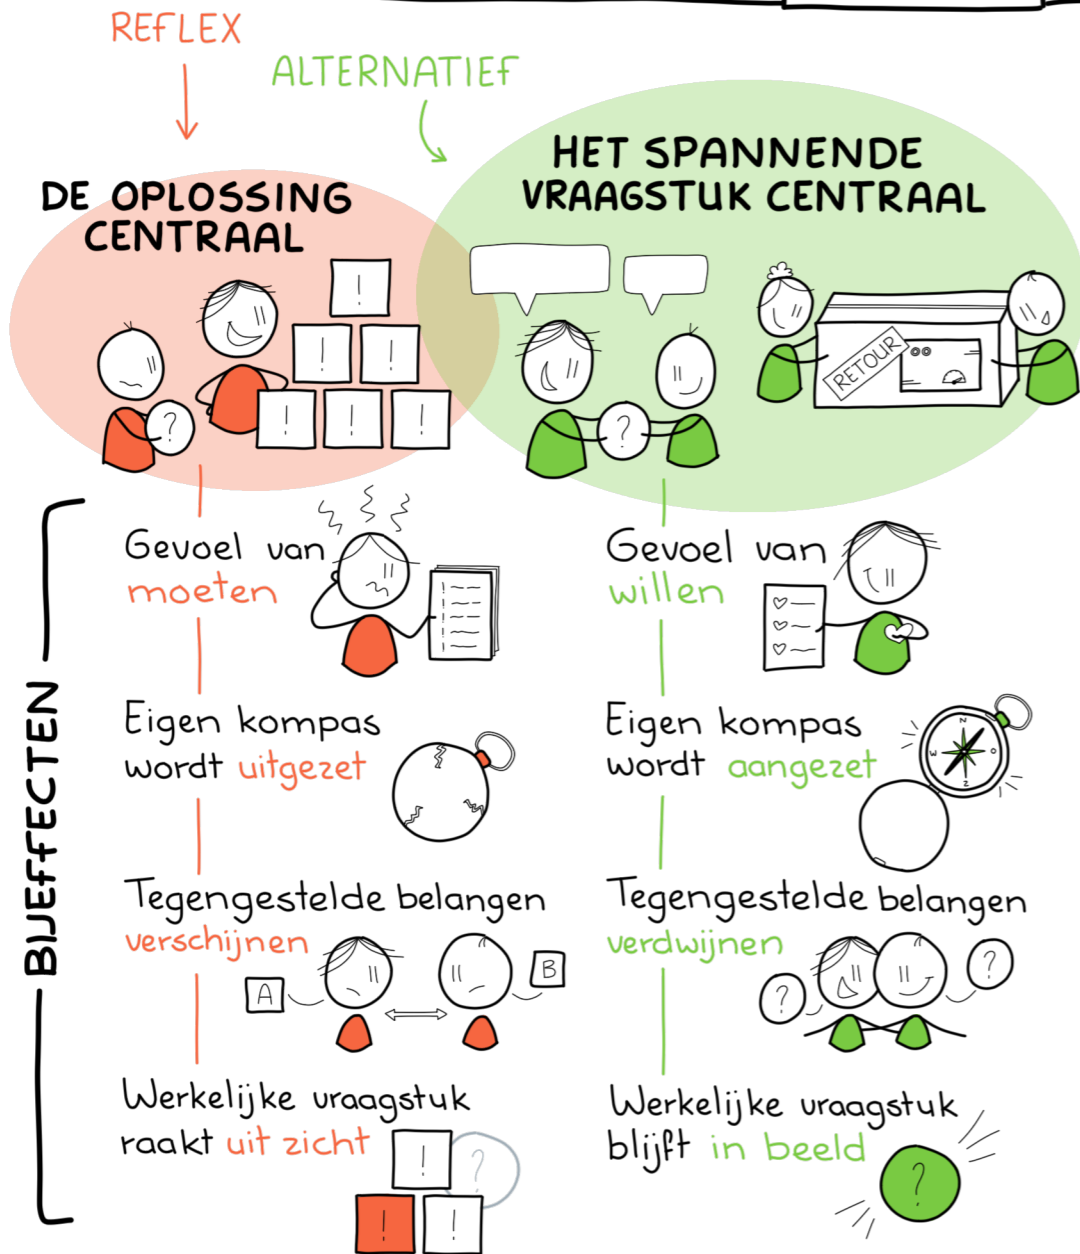 REFLEX
ALTERNATIEF
DE OPLOSSING
CENTRAAL
!
! !
! ! !
?
HET SPANNENDE
VRAAGSTUK CENTRAAL
?
RETOUR
BIJEFFECTEN
Gevoel van
moeten
Eigen kompas
wordt uitgezet
Tegengestelde belangen
verschijnen
A
B
Werkelijke vraagstuk
raakt uit zicht
! ?
! !
Gevoel van
willen
Eigen kompas
wordt aangezet
N
W O
Z
Tegengestelde belangen
verdwijnen
? ?
Werkelijke vraagstuk
blijft in beeld
?